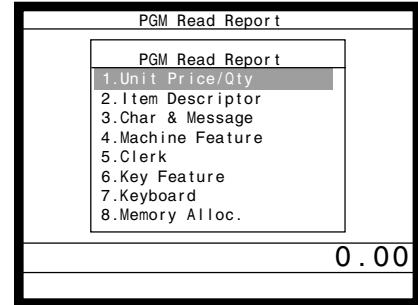 PGM Read Report
PGM Read Report
1.Unit Price/Qty
2.Item Descriptor
3.Char & Message
4.Machine Feature
5.Clerk
6.Key Feature
7.Keyboard
8.Memory Alloc.
0.00